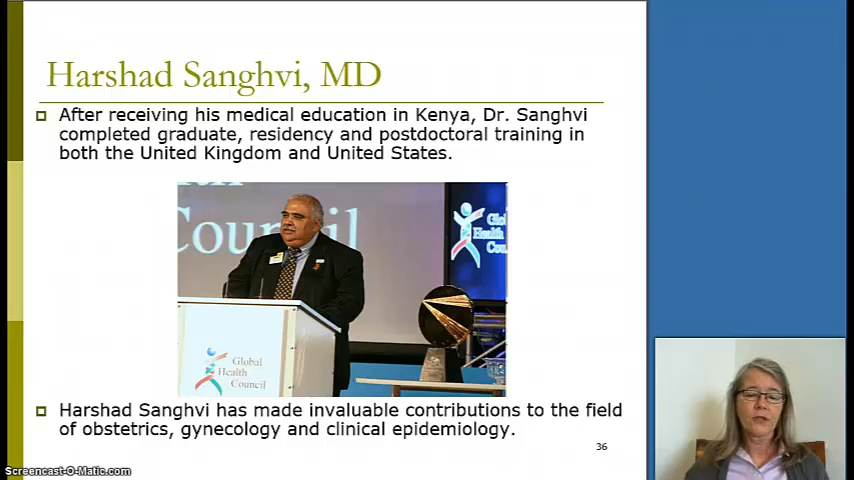 Harshad Sanghvi, MD
After receiving his medical education in Kenya, Dr. Sanghvi
completed graduate, residency and postdoctoral training in
both the United Kingdom and United States.
Council
Glo
Health
Cou
Global
Health
Council
Harshad Sanghvi has made invaluable contributions to the field
of obstetrics, gynecology and clinical epidemiology.
36
Screencast-O-Matic.com